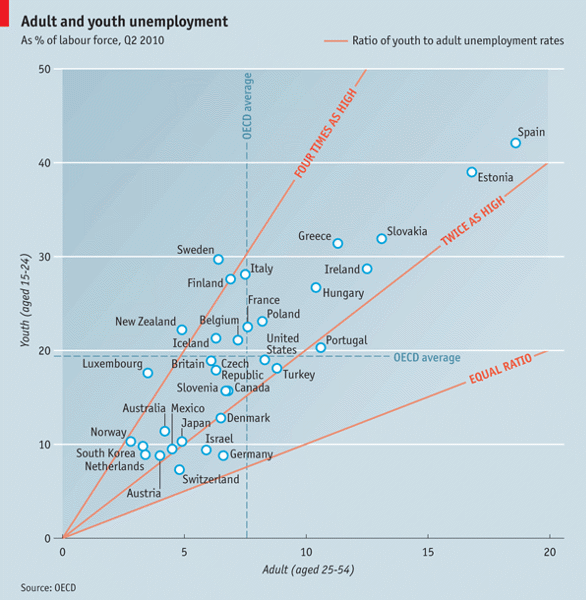 Adult and youth unemployment
As % of labour force, Q2 2010
Ratio of youth to adult unemployment rates
50
40
30
20
10
0
Youth (aged 15-24)
OECD average
FOUR TIMES AS HIGH
Spain
Estonia
TWICE AS HIGH
Greece
Slovakia
Sweden
Italy
Ireland
Finland
Hungary
France
New Zealand
Belgium
Poland
Iceland
United
States
Portugal
OECD average
Luxembourg
Britain
Czech
Republic
Turkey
EQUAL RATIO
Slovenia
Canada
Australia
Mexico
Japan
Denmark
Norway
Israel
South Korea
Netherlands
Germany
Switzerland
Austria
0
5
10
15
20
Adult (aged 25-54)
Source: OECD